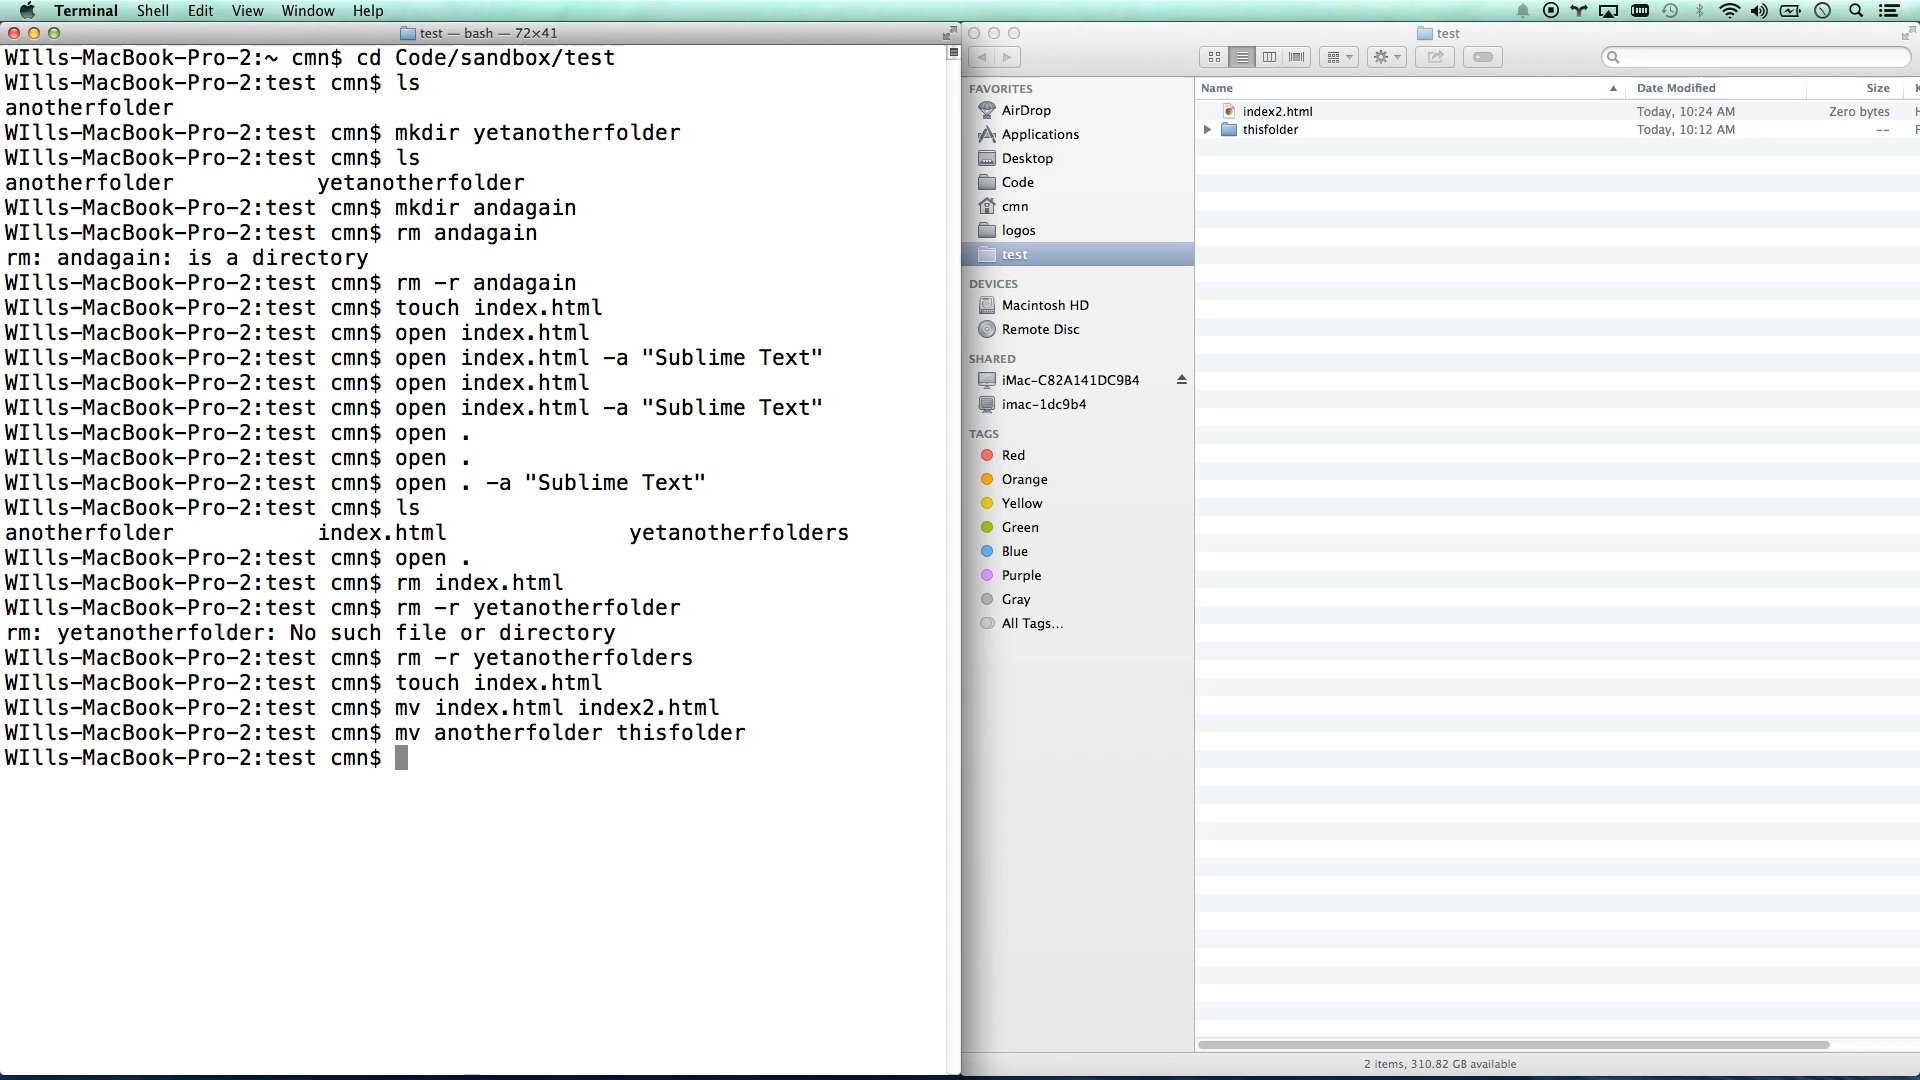 Terminal Shell Edit View Window Help
test — bash — 72×41
WIlls-MacBook-Pro-2:~ cmn$ cd Code/sandbox/test
WIlls-MacBook-Pro-2:test cmn$ ls
anotherfolder
WIlls-MacBook-Pro-2:test cmn$ mkdir yetanotherfolder
WIlls-MacBook-Pro-2:test cmn$ ls
anotherfolder yetanotherfolder
WIlls-MacBook-Pro-2:test cmn$ mkdir andagain
WIlls-MacBook-Pro-2:test cmn$ rm andagain
rm: andagain: is a directory
WIlls-MacBook-Pro-2:test cmn$ rm -r andagain
WIlls-MacBook-Pro-2:test cmn$ touch index.html
WIlls-MacBook-Pro-2:test cmn$ open index.html
WIlls-MacBook-Pro-2:test cmn$ open index.html -a "Sublime Text"
WIlls-MacBook-Pro-2:test cmn$ open index.html
WIlls-MacBook-Pro-2:test cmn$ open index.html -a "Sublime Text"
WIlls-MacBook-Pro-2:test cmn$ open .
WIlls-MacBook-Pro-2:test cmn$ open .
WIlls-MacBook-Pro-2:test cmn$ open . -a "Sublime Text"
WIlls-MacBook-Pro-2:test cmn$ ls
anotherfolder index.html yetanotherfolders
WIlls-MacBook-Pro-2:test cmn$ open .
WIlls-MacBook-Pro-2:test cmn$ rm index.html
WIlls-MacBook-Pro-2:test cmn$ rm -r yetanotherfolder
rm: yetanotherfolder: No such file or directory
WIlls-MacBook-Pro-2:test cmn$ rm -r yetanotherfolders
WIlls-MacBook-Pro-2:test cmn$ touch index.html
WIlls-MacBook-Pro-2:test cmn$ mv index.html index2.html
WIlls-MacBook-Pro-2:test cmn$ mv anotherfolder thisfolder
WIlls-MacBook-Pro-2:test cmn$
test
FAVORITES
AirDrop
Applications
Desktop
Code
cmn
logos
test
DEVICES
Macintosh HD
Remote Disc
SHARED
iMac-C82A141DC9B4
imac-1dc9b4
TAGS
Red
Orange
Yellow
Green
Blue
Purple
Gray
All Tags...
Name Date Modified Size
index2.html Today, 10:24 AM Zero bytes
thisfolder Today, 10:12 AM --
2 items, 310.82 GB available